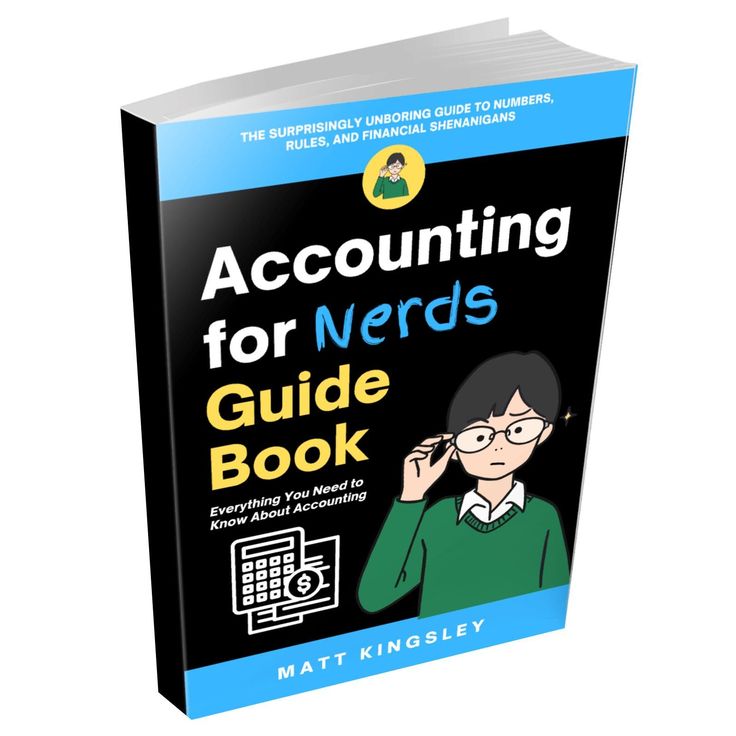 THE SURPRISINGLY UNBORING GUIDE TO NUMBERS,
RULES, AND FINANCIAL SHENANIGANS
Accounting
for Nerds
Guide
Book
Everything You Need to
Know About Accounting
$
MATT KINGSLEY